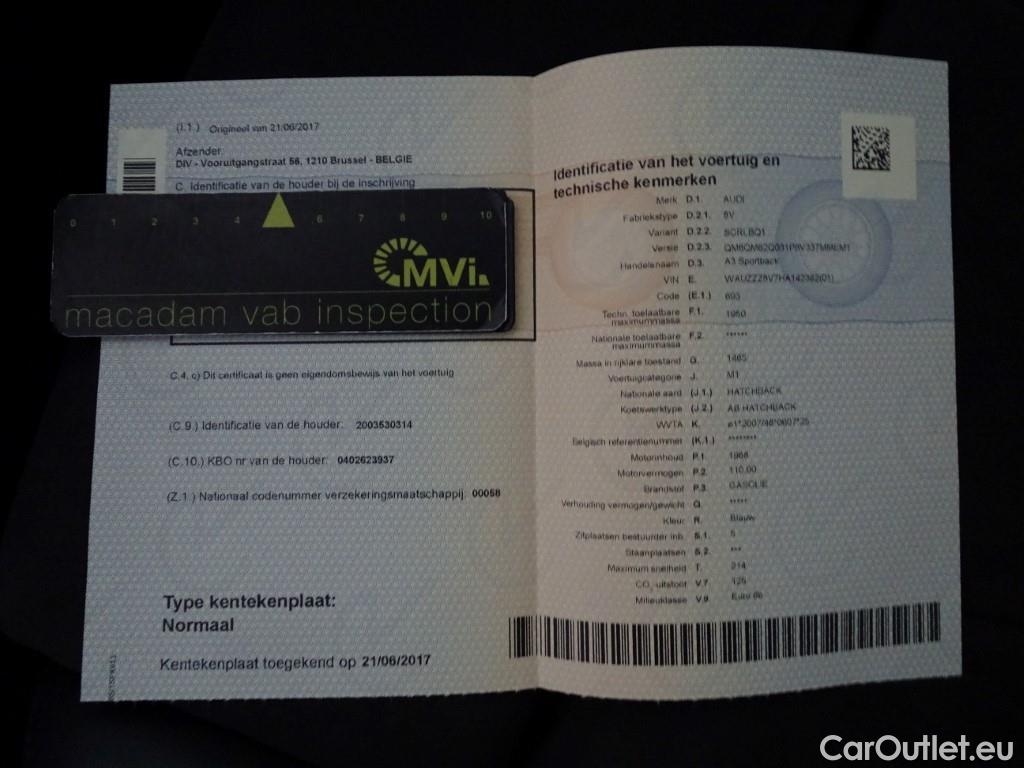 (I.1.) Origineel van 21/06/2017
Afzender:
DIV - Vooruitgangstraat 56, 1210 Brussel - BELGIE
C. Identificatie van de houder bij de inschrijving
0 1 2 3 4 6 7 8 9 10
MVi.
macadam vab inspection
C.4. c) Dit certificaat is geen eigendomsbewijs van het voertuig
(C.9.) Identificatie van de houder: 2003530314
(C.10.) KBO nr van de houder: 0402623937
(Z.1.) Nationaal codenummer verzekeringsmaatschappij: 00058
Type kentekenplaat:
Normaal
Kentekenplaat toegekend op 21/06/2017
Identificatie van het voertuig en
technische kenmerken
Merk D.1. AUDI
Fabriekstype D.2.1. 8V
Variant D.2.2.
Versie D.2.3.
Handelsnaam D.3. A3 Sportback
VIN E.
Code (E.1.) 693
Techn. toelaatbare F.1. 1950
maximummassa
Nationale toelaatbare F.2. ******
maximummassa
Massa in rijklare toestand G. 1465
Voertuigcategorie J. M1
Nationale aard (J.1.) HATCHBACK
Koetswerktype (J.2.) AB HATCHBACK
WVTA K.
Belgisch referentienummer (K.1.) ********
Motorinhoud P.1. 1968
Motorvermogen P.2. 110,00
Brandstof P.3. GASOLIE
Verhouding vermogen/gewicht Q. *****
Kleur R. Blauw
Zitplaatsen bestuurder inb. S.1. 5
Staanplaatsen S.2. ***
Maximum snelheid T. 214
CO₂-uitstoot V.7.
Milieuklasse V.9. Euro 6b
CarOutlet.eu